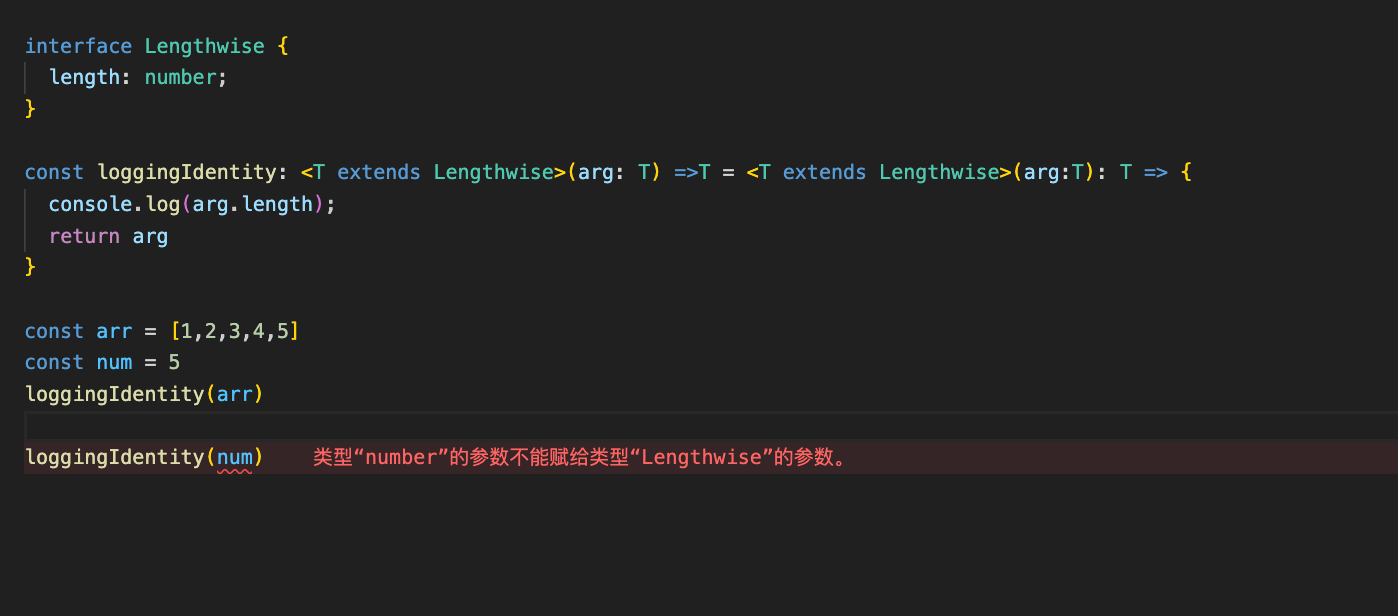 interface Lengthwise {
  length: number;
}
const loggingIdentity: <T extends Lengthwise>(arg: T) =>T = <T extends Lengthwise>(arg:T): T => {
  console.log(arg.length);
  return arg
}
const arr = [1,2,3,4,5]
const num = 5
loggingIdentity(arr)
loggingIdentity(num)    类型“number”的参数不能赋给类型“Lengthwise”的参数。